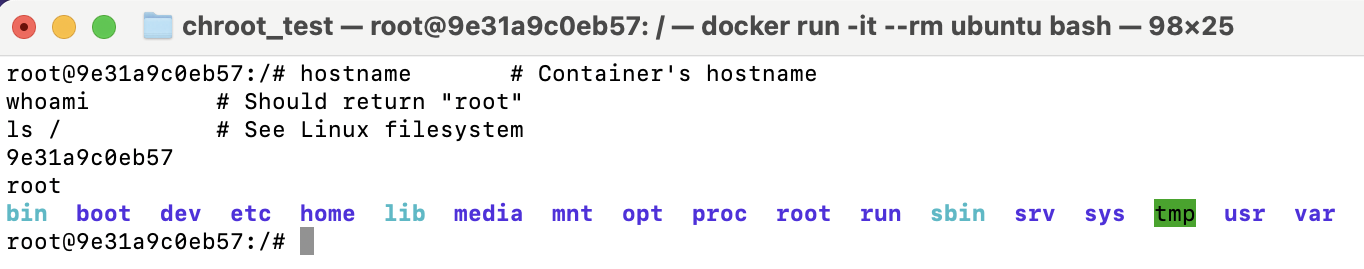 chroot_test — root@9e31a9c0eb57: / — docker run -it --rm ubuntu bash — 98×25
root@9e31a9c0eb57:/# hostname       # Container's hostname
whoami         # Should return "root"
ls /           # See Linux filesystem
9e31a9c0eb57
root
bin  boot  dev  etc  home  lib  media  mnt  opt  proc  root  run  sbin  srv  sys  tmp  usr  var
root@9e31a9c0eb57:/#